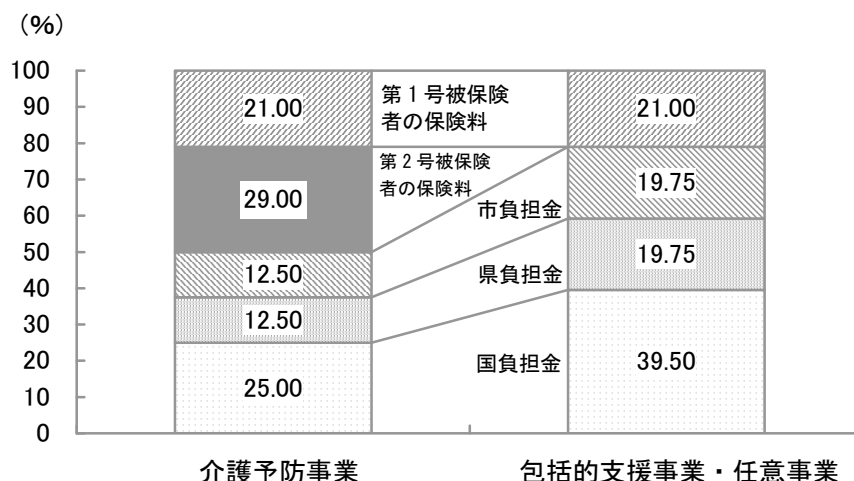 (%)
100
90
80
70
60
50
40
30
20
10
0
21.00
29.00
12.50
12.50
25.00
第1号被保険
者の保険料
第2号被保険
者の保険料
市負担金
県負担金
国負担金
21.00
19.75
19.75
39.50
介護予防事業
包括的支援事業・任意事業